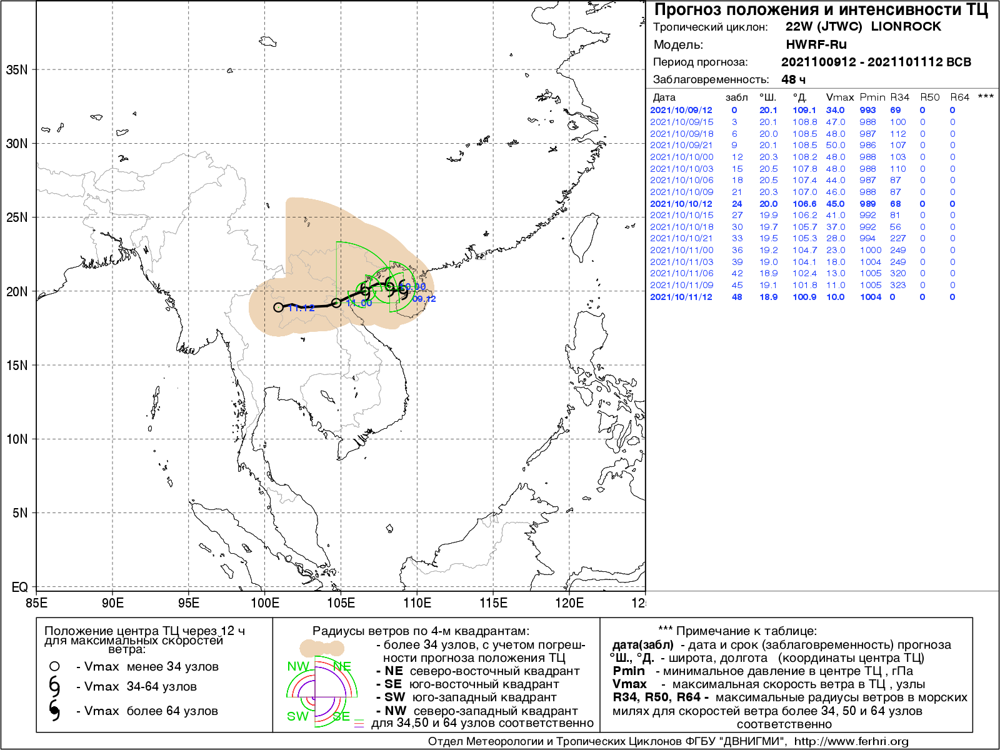 Прогноз положения и интенсивности ТЦ
Тропический циклон: 22W (JTWC) LIONROCK
Модель: HWRF-Ru
Период прогноза: 2021100912 - 2021101112 ВСВ
Заблаговременность: 48 ч
Дата забл °Ш. °Д. Vmax Pmin R34 R50 R64 ***
2021/10/09/12 0 20.1 109.1 34.0 993 69 0 0
2021/10/09/15 3 20.1 108.8 47.0 988 100 0 0
2021/10/09/18 6 20.0 108.5 48.0 987 112 0 0
2021/10/09/21 9 20.1 108.5 50.0 986 107 0 0
2021/10/10/00 12 20.3 108.2 48.0 988 103 0 0
2021/10/10/03 15 20.5 107.8 48.0 988 110 0 0
2021/10/10/06 18 20.5 107.4 44.0 987 87 0 0
2021/10/10/09 21 20.3 107.0 46.0 988 87 0 0
2021/10/10/12 24 20.0 106.6 45.0 989 68 0 0
2021/10/10/15 27 19.9 106.2 41.0 992 81 0 0
2021/10/10/18 30 19.7 105.7 37.0 992 56 0 0
2021/10/10/21 33 19.5 105.3 28.0 994 227 0 0
2021/10/11/00 36 19.2 104.7 23.0 1000 249 0 0
2021/10/11/03 39 19.0 104.1 18.0 1004 249 0 0
2021/10/11/06 42 18.9 102.4 13.0 1005 320 0 0
2021/10/11/09 45 19.1 101.8 11.0 1005 323 0 0
2021/10/11/12 48 18.9 100.9 10.0 1004 0 0 0
35N
30N
25N
20N
15N
10N
5N
EQ
09.12
11.00
11.12
85E 90E 95E 100E 105E 110E 115E 120E
Положение центра ТЦ через 12 ч
для максимальных скоростей
ветра:
- Vmax менее 34 узлов
- Vmax 34-64 узлов
- Vmax более 64 узлов
Радиусы ветров по 4-м квадрантам:
- более 34 узлов, с учетом погреш-
ности прогноза положения ТЦ
- NE северо-восточный квадрант
- SE юго-восточный квадрант
- SW юго-западный квадрант
- NW северо-западный квадрант
для 34,50 и 64 узлов соответственно
NW NE
SW SE
*** Примечание к таблице:
дата(забл) - дата и срок (заблаговременность) прогноза
°Ш., °Д. - широта, долгота (координаты центра ТЦ)
Pmin - минимальное давление в центре ТЦ , гПа
Vmax - максимальная скорость ветра в ТЦ , узлы
R34, R50, R64 - максимальные радиусы ветров в морских
милях для скоростей ветра более 34, 50 и 64 узлов
соответственно
Отдел Метеорологии и Тропических Циклонов ФГБУ "ДВНИГМИ", http://www.ferhri.org